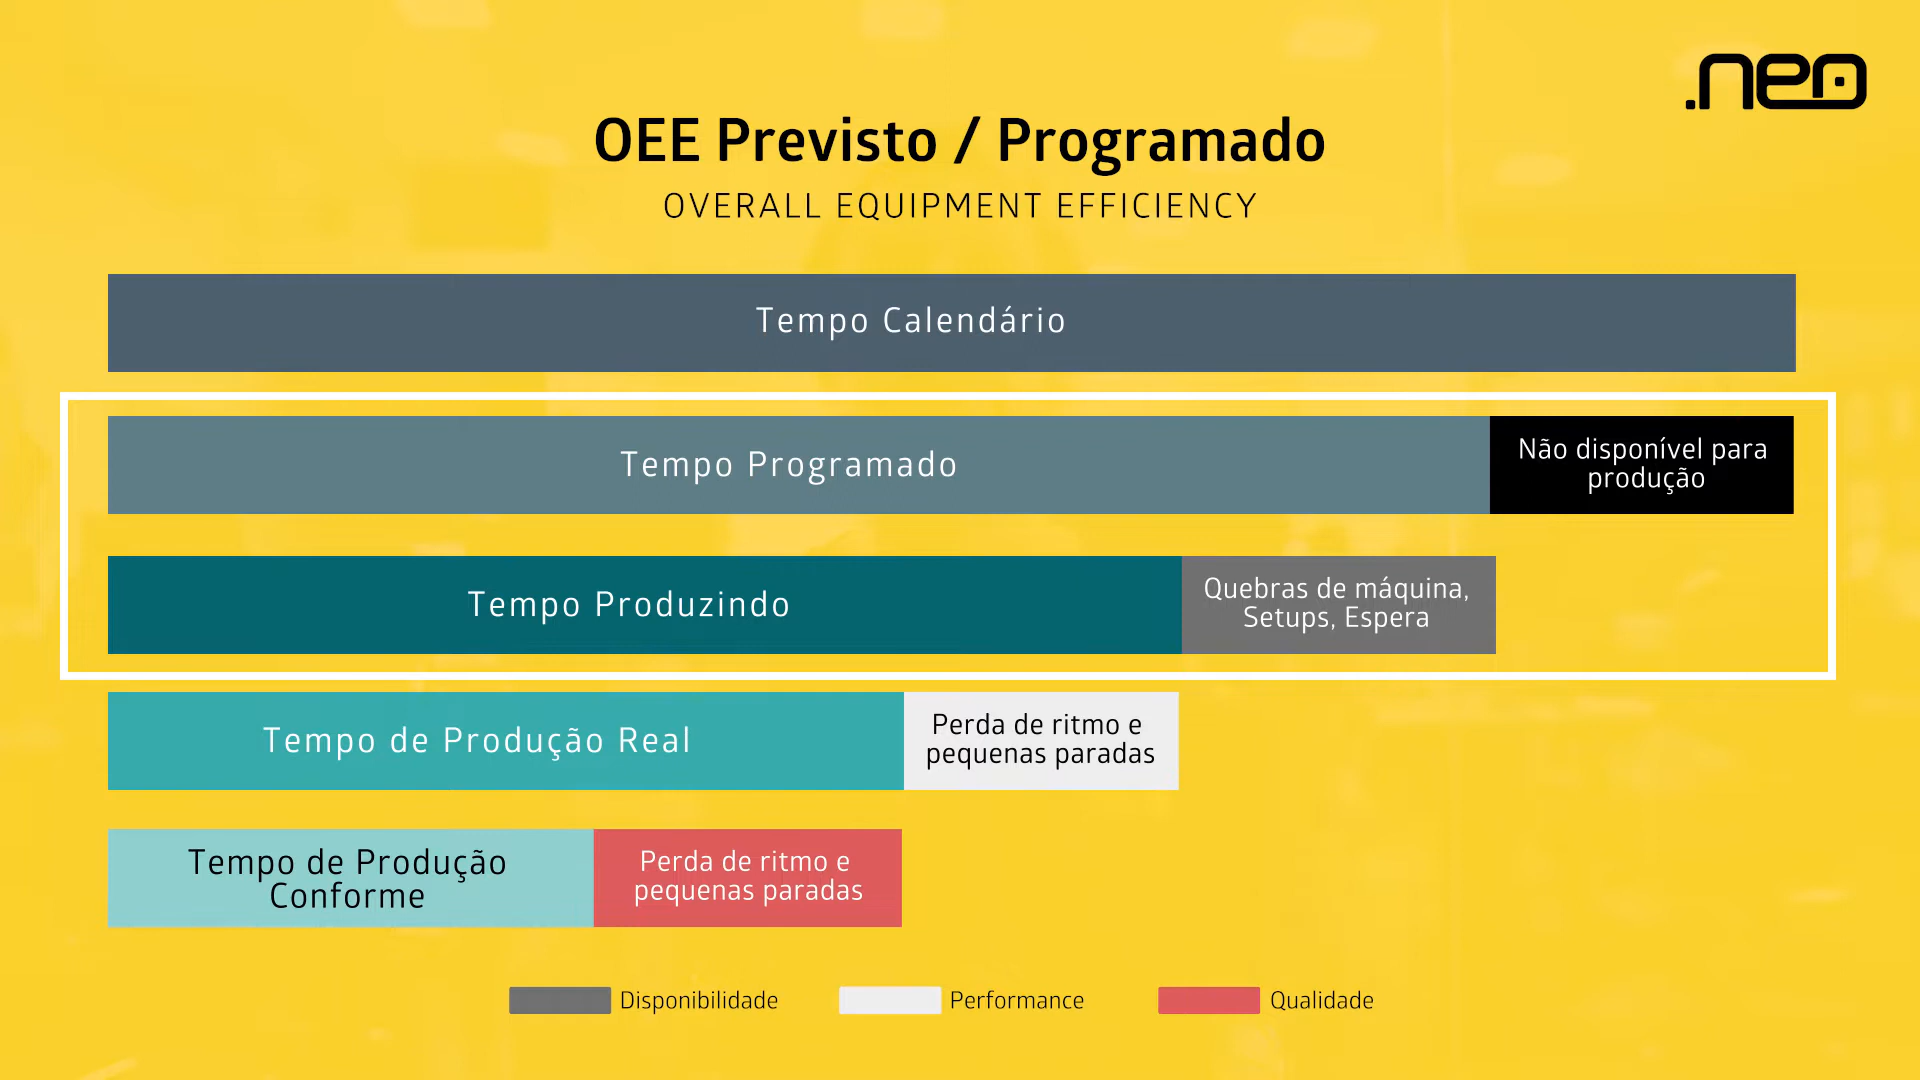 .neo
OEE Previsto / Programado
OVERALL EQUIPMENT EFFICIENCY
Tempo Calendário
Tempo Programado
Não disponível para
produção
Tempo Produzindo
Quebras de máquina,
Setups, Espera
Tempo de Produção Real
Perda de ritmo e
pequenas paradas
Tempo de Produção
Conforme
Perda de ritmo e
pequenas paradas
Disponibilidade
Performance
Qualidade